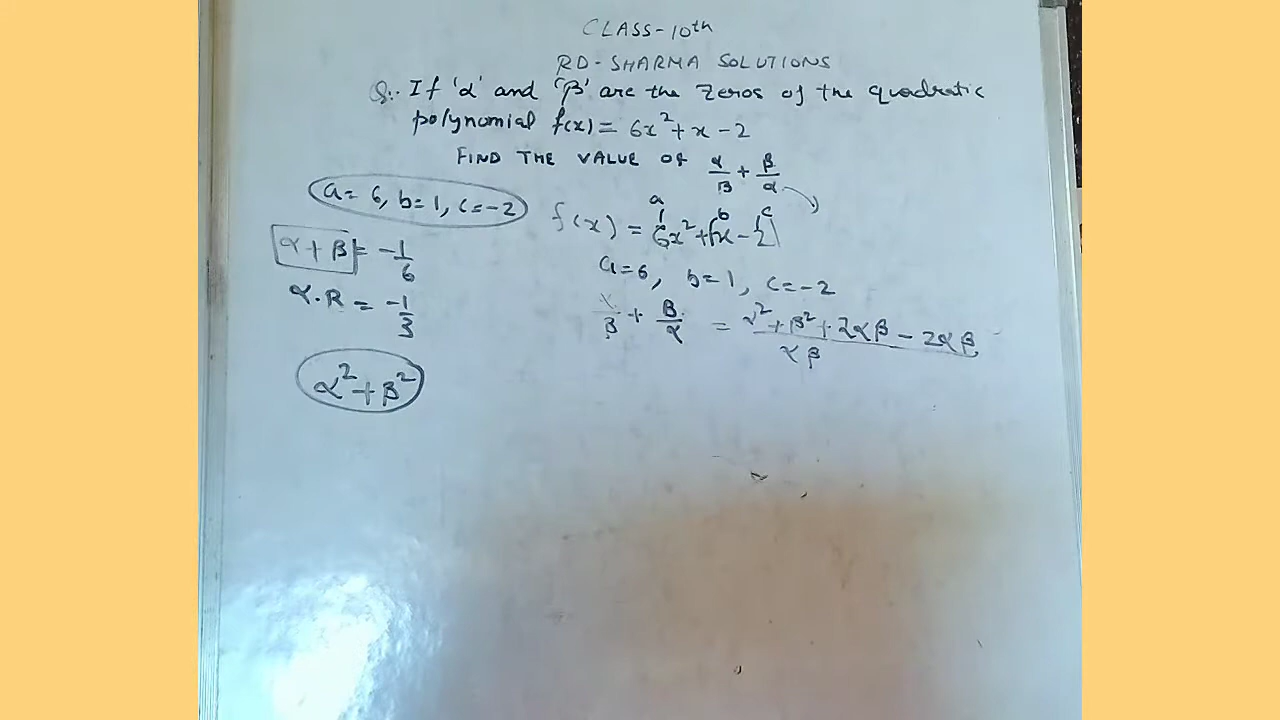 CLASS-10th
RD-SHARMA SOLUTIONS
Q:- If 'α' and 'β' are the zeros of the quadratic
polynomial f(x) = 6x² + x - 2
FIND THE VALUE OF α/β + β/α
a = 6, b = 1, c = -2
α + β = -1/6
α.β = -1/3
α² + β²
a b c
f(x) = 6x² + 1x - 2
a = 6, b = 1, c = -2
α/β + β/α = α² + β² + 2αβ - 2αβ / αβ